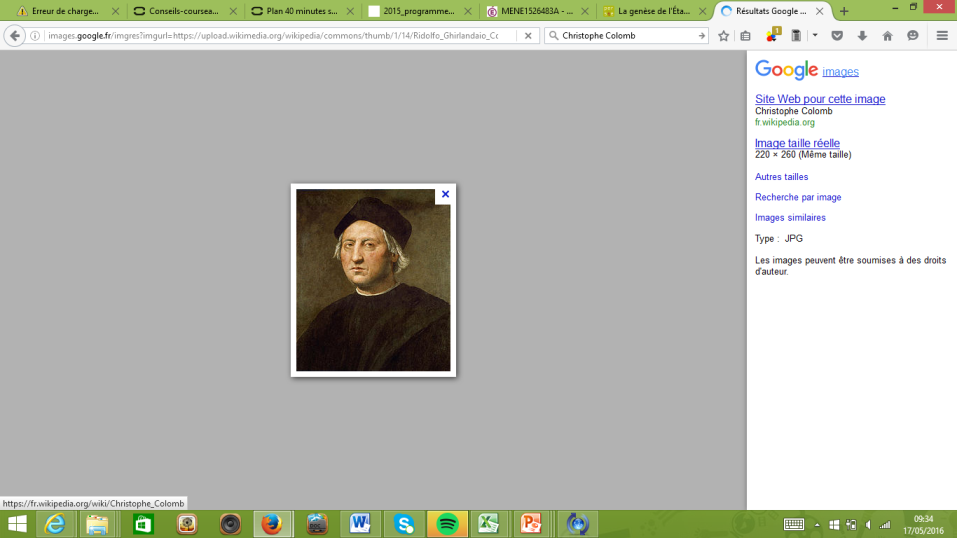 Erreur de charge...
Conseils-coursea...
Plan 40 minutes s...
2015_programme...
MENE1526483A - ...
La genèse de l'Éta...
Résultats Google ...
images.google.fr/imgres?imgurl=https://upload.wikimedia.org/wikipedia/commons/thumb/1/14/Ridolfo_Ghirlandaio_Cc
Christophe Colomb
1
Google images
Site Web pour cette image
Christophe Colomb
fr.wikipedia.org
Image taille réelle
220 × 260 (Même taille)
Autres tailles
Recherche par image
Images similaires
Type : JPG
Les images peuvent être soumises à des droits
d'auteur.
https://fr.wikipedia.org/wiki/Christophe_Colomb
09:34
17/05/2016